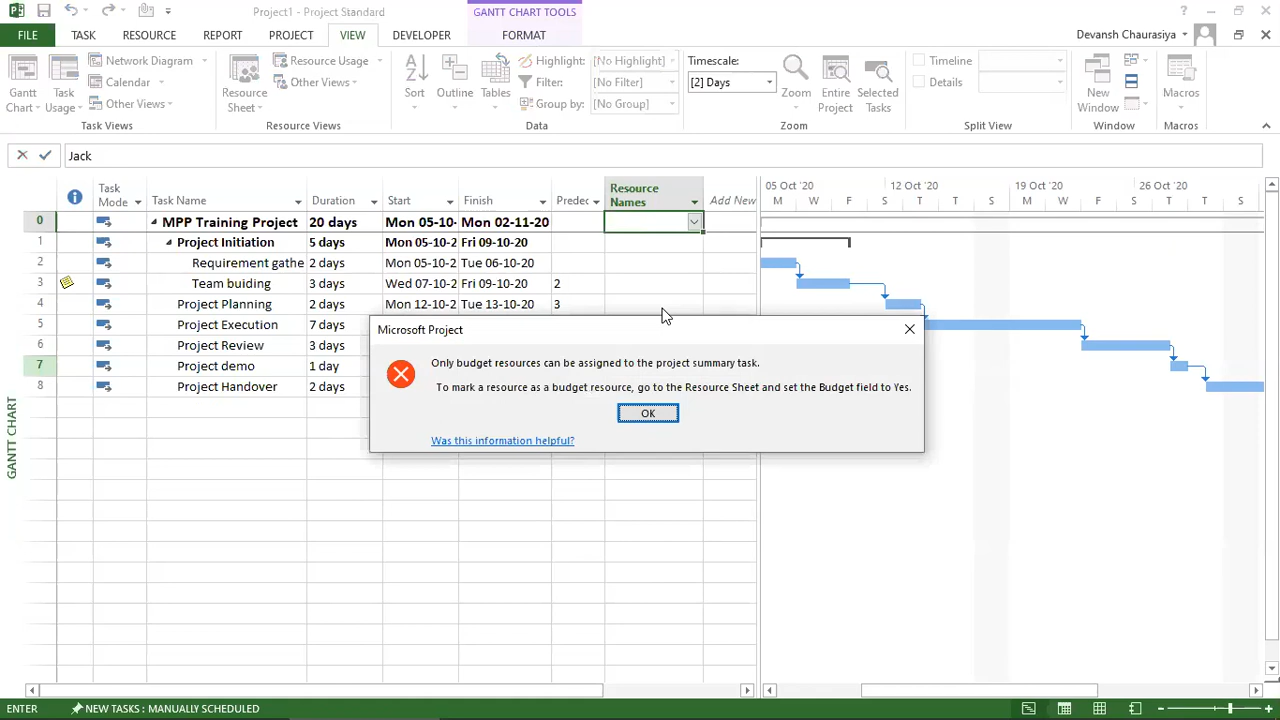 Project1 - Project Standard
GANTT CHART TOOLS
?
FILE TASK RESOURCE REPORT PROJECT VIEW DEVELOPER FORMAT
Devansh Chaurasiya
Gantt Chart
Task Usage
Network Diagram
Calendar
Other Views
Task Views
Resource Sheet
Resource Usage
Other Views
Resource Views
Sort
Outline
Tables
Highlight: [No Highlight]
Filter: [No Filter]
Group by: [No Group]
Data
Timescale:
[2] Days
Zoom
Entire Project
Selected Tasks
Zoom
Timeline
Details
Split View
New Window
Window
Macros
Macros
Jack
Task Mode Task Name Duration Start Finish Predec Resource Names Add New
05 Oct '20 12 Oct '20 19 Oct '20 26 Oct '20
M W F S T T S M W F S T T S
0 MPP Training Project 20 days Mon 05-10- Mon 02-11-20
1 Project Initiation 5 days Mon 05-10-2 Fri 09-10-20
2 Requirement gathe 2 days Mon 05-10-2 Tue 06-10-20
3 Team buiding 3 days Wed 07-10-2 Fri 09-10-20 2
4 Project Planning 2 days Mon 12-10-2 Tue 13-10-20 3
5 Project Execution 7 days
6 Project Review 3 days
7 Project demo 1 day
8 Project Handover 2 days
Microsoft Project
Only budget resources can be assigned to the project summary task.
To mark a resource as a budget resource, go to the Resource Sheet and set the Budget field to Yes.
OK
Was this information helpful?
GANTT CHART
ENTER NEW TASKS : MANUALLY SCHEDULED